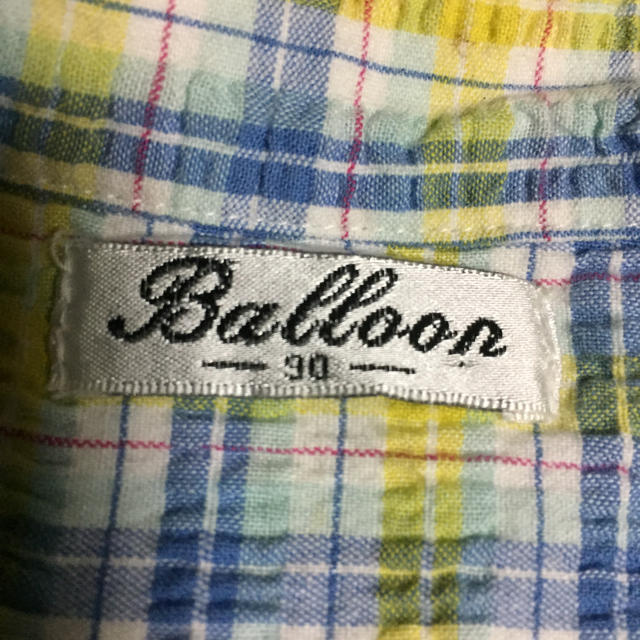 Balloon
— 90 —